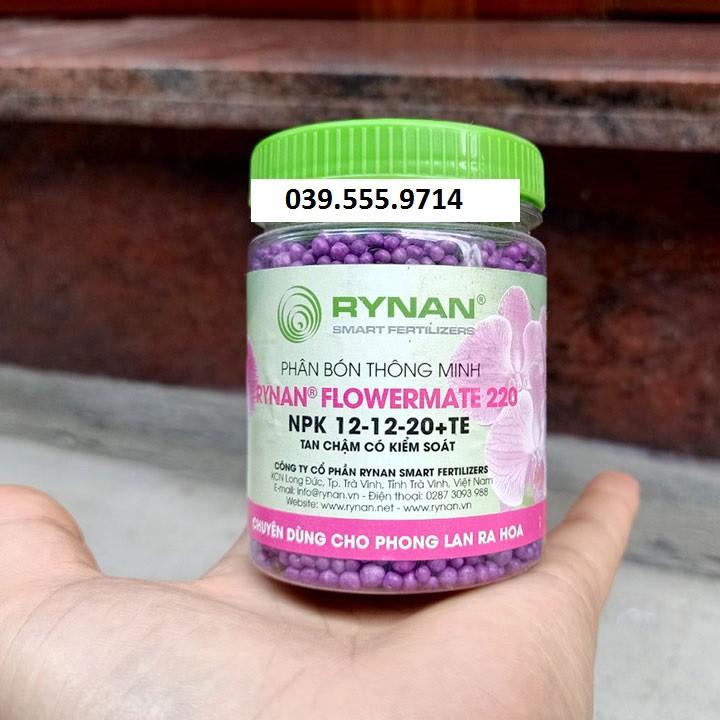 039.555.9714
RYNAN®
SMART FERTILIZERS
PHÂN BÓN THÔNG MINH
RYNAN® FLOWERMATE 220
NPK 12-12-20+TE
TAN CHẬM CÓ KIỂM SOÁT
CÔNG TY CỔ PHẦN RYNAN SMART FERTILIZERS
KCN Long Đức, Tp. Trà Vinh, Tỉnh Trà Vinh, Việt Nam
E-mail: info@rynan.vn - Điện thoại: 0287 3093 988
Website: www.rynan.net - www.rynan.vn
CHUYÊN DÙNG CHO PHONG LAN RA HOA